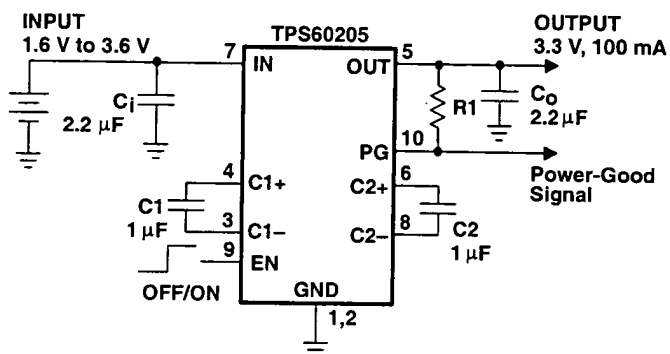 INPUT
1.6 V to 3.6 V
TPS60205
OUTPUT
3.3 V, 100 mA
7
IN
OUT
5
Ci
2.2 µF
R1
Co
2.2 µF
PG
10
Power-Good
Signal
4
C1+
C2+
6
C1
1 µF
3
C1–
C2–
8
C2
1 µF
9
EN
OFF/ON
GND
1,2